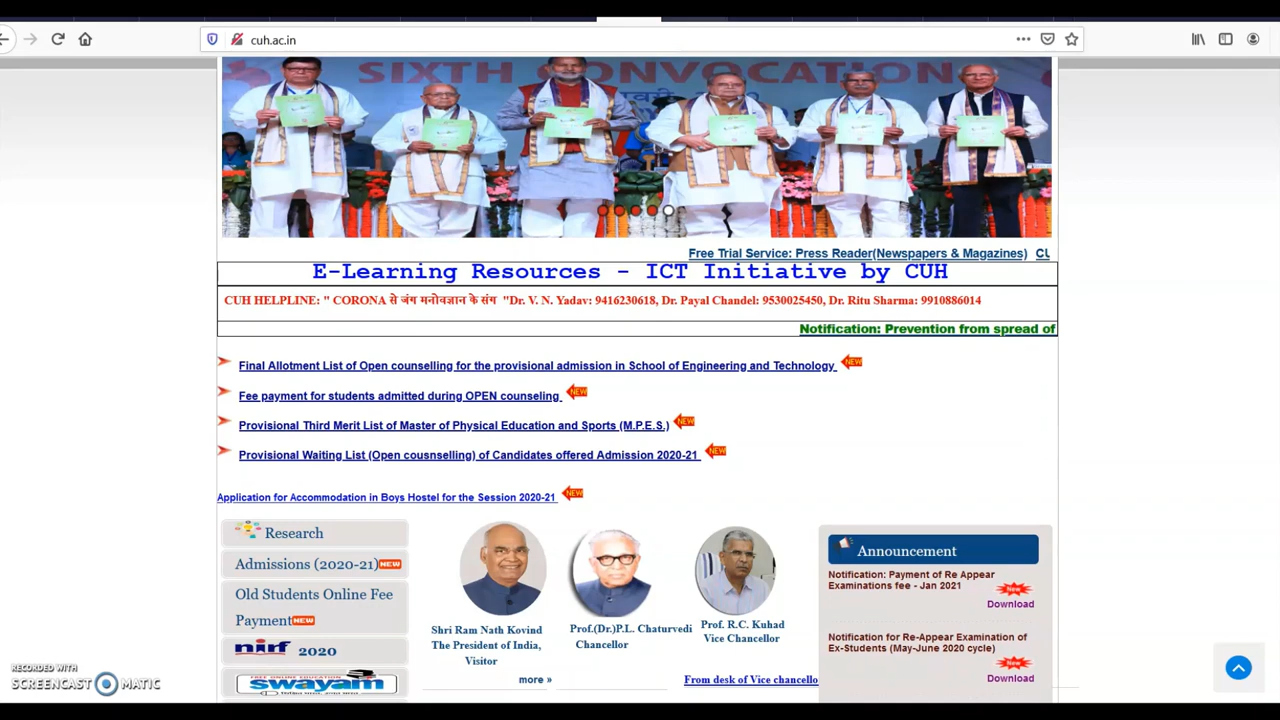 cuh.ac.in
SIXTH CONVOCATION
Free Trial Service: Press Reader(Newspapers & Magazines) CU
E-Learning Resources - ICT Initiative by CUH
CUH HELPLINE: " CORONA से जंग मनोवज्ञान के संग "Dr. V. N. Yadav: 9416230618, Dr. Payal Chandel: 9530025450, Dr. Ritu Sharma: 9910886014
Notification: Prevention from spread of
Final Allotment List of Open counselling for the provisional admission in School of Engineering and Technology NEW
Fee payment for students admitted during OPEN counseling NEW
Provisional Third Merit List of Master of Physical Education and Sports (M.P.E.S.) NEW
Provisional Waiting List (Open cousnselling) of Candidates offered Admission 2020-21 NEW
Application for Accommodation in Boys Hostel for the Session 2020-21 NEW
Research
Admissions (2020-21) NEW
Old Students Online Fee
Payment NEW
nirf 2020
swayam
Shri Ram Nath Kovind
The President of India,
Visitor
more »
Prof.(Dr.)P.L. Chaturvedi
Chancellor
Prof. R.C. Kuhad
Vice Chancellor
From desk of Vice chancello
Announcement
Notification: Payment of Re Appear
Examinations fee - Jan 2021
New
Download
Notification for Re-Appear Examination of
Ex-Students (May-June 2020 cycle)
New
Download
RECORDED WITH
SCREENCAST MATIC